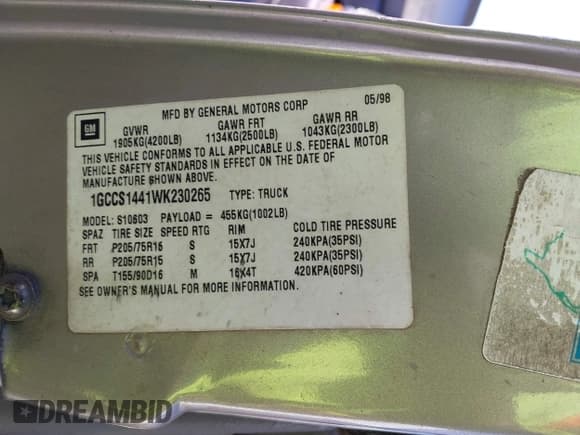 MFD BY GENERAL MOTORS CORP 05/98
GM
GVWR GAWR FRT GAWR RR
1905KG(4200LB) 1134KG(2500LB) 1043KG(2300LB)
THIS VEHICLE CONFORMS TO ALL APPLICABLE U.S. FEDERAL MOTOR
VEHICLE SAFETY STANDARDS IN EFFECT ON THE DATE OF
MANUFACTURE SHOWN ABOVE.
1GCCS1441WK230265 TYPE: TRUCK
MODEL: S10603 PAYLOAD = 455KG(1002LB)
SPAZ TIRE SIZE SPEED RTG RIM COLD TIRE PRESSURE
FRT P205/75R15 S 15X7J 240KPA(35PSI)
RR P205/75R15 S 15X7J 240KPA(35PSI)
SPA T155/90D16 M 16X4T 420KPA(60PSI)
SEE OWNER'S MANUAL FOR MORE INFORMATION.
DREAMBID